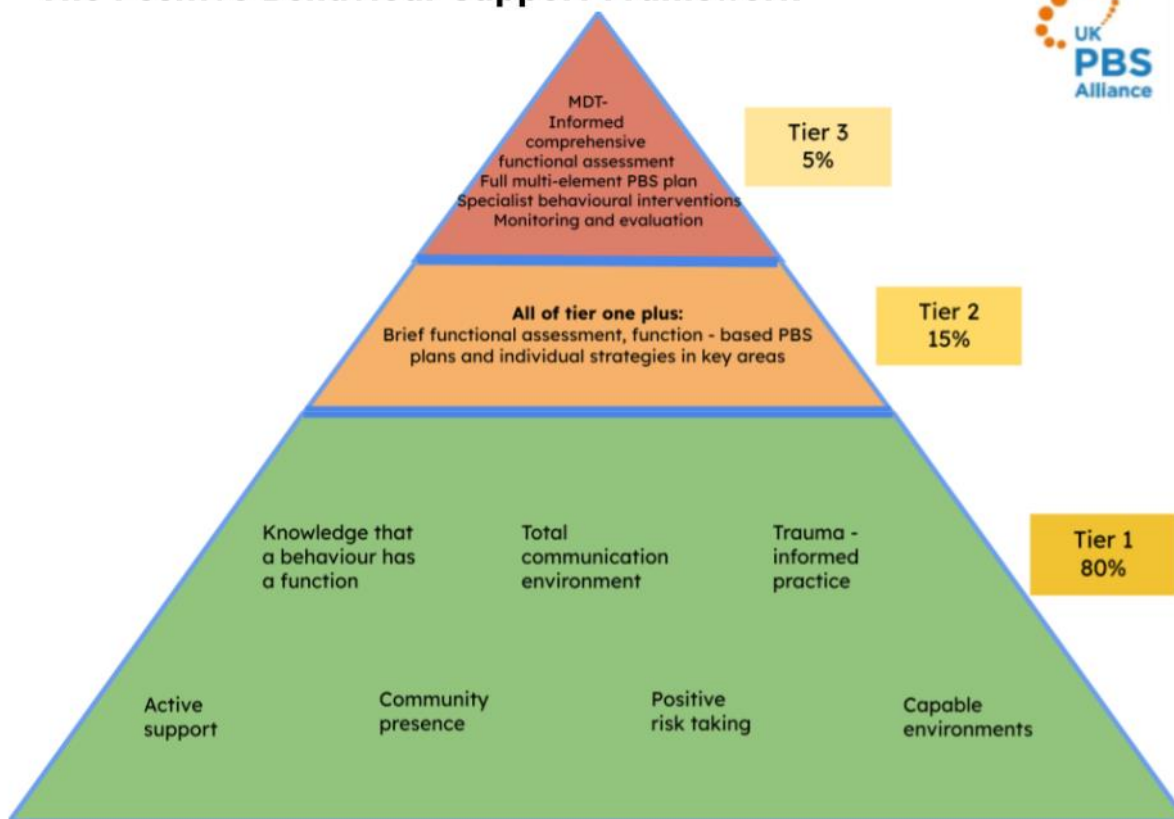 UK
PBS
Alliance
MDT-
Informed
comprehensive
functional assessment
Full multi-element PBS plan
Specialist behavioural interventions
Monitoring and evaluation
Tier 3
5%
All of tier one plus:
Brief functional assessment, function - based PBS
plans and individual strategies in key areas
Tier 2
15%
Knowledge that
a behaviour has
a function
Total
communication
environment
Trauma -
informed
practice
Tier 1
80%
Active
support
Community
presence
Positive
risk taking
Capable
environments